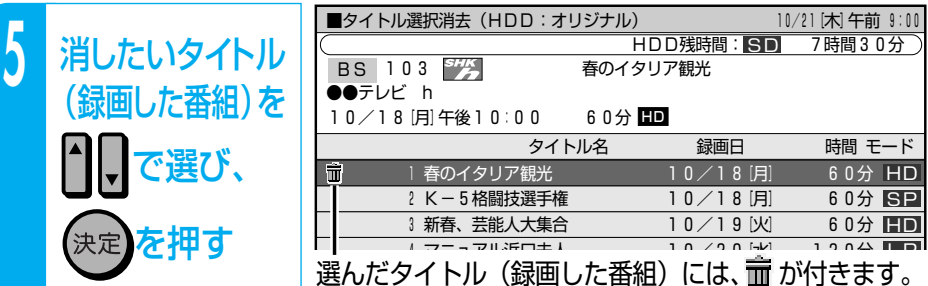 5
消したいタイトル
（録画した番組）を
で選び、
決定 を押す
■タイトル選択消去（HDD：オリジナル） 10/21[木]午前 9:00
HDD残時間：SD 7時間30分
BS 103 春のイタリア観光
●●テレビ h
10／18[月]午後10:00 60分 HD
タイトル名 録画日 時間 モード
1 春のイタリア観光 10／18[月] 60分 HD
2 K－5格闘技選手権 10／18[月] 60分 SP
3 新春、芸能人大集合 10／19[火] 60分 HD
選んだタイトル（録画した番組）には、 が付きます。